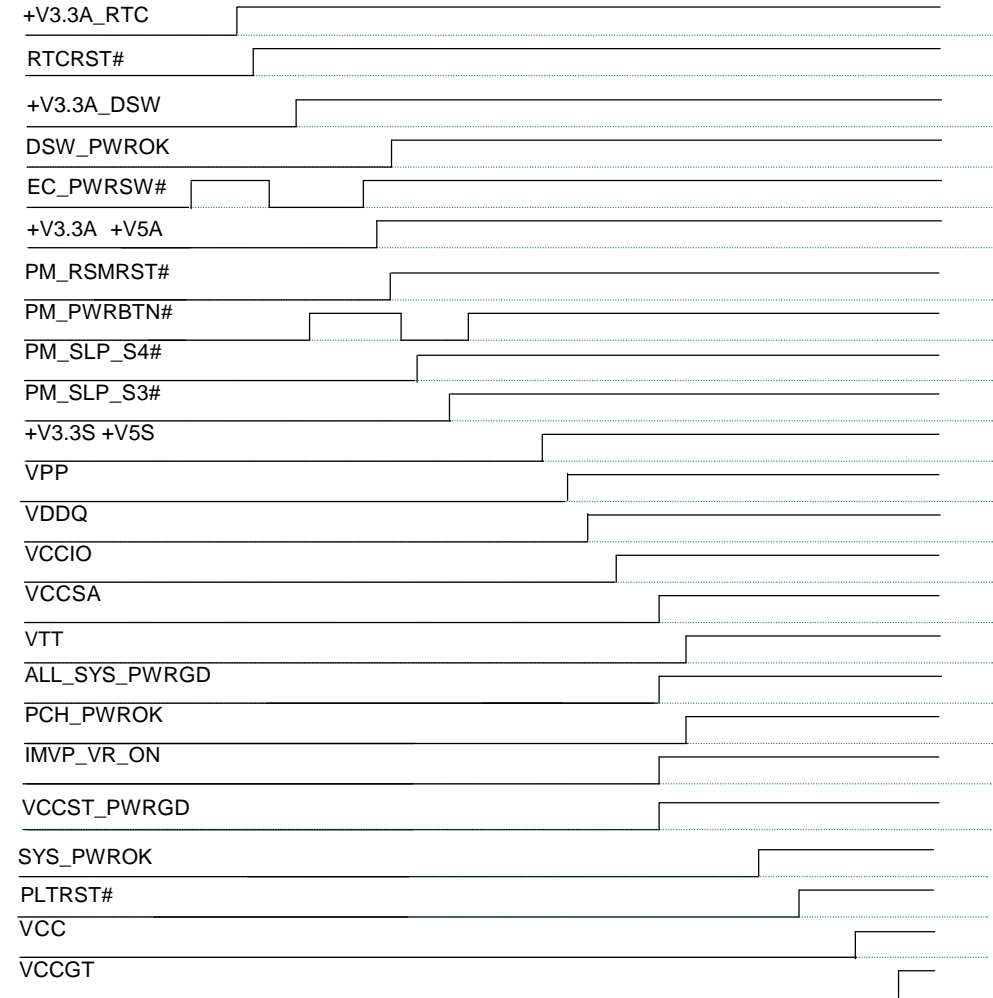 +V3.3A_RTC
RTCRST#
+V3.3A_DSW
DSW_PWROK
EC_PWRSW#
+V3.3A +V5A
PM_RSMRST#
PM_PWRBTN#
PM_SLP_S4#
PM_SLP_S3#
+V3.3S +V5S
VPP
VDDQ
VCCIO
VCCSA
VTT
ALL_SYS_PWRGD
PCH_PWROK
IMVP_VR_ON
VCCST_PWRGD
SYS_PWROK
PLTRST#
VCC
VCCGT